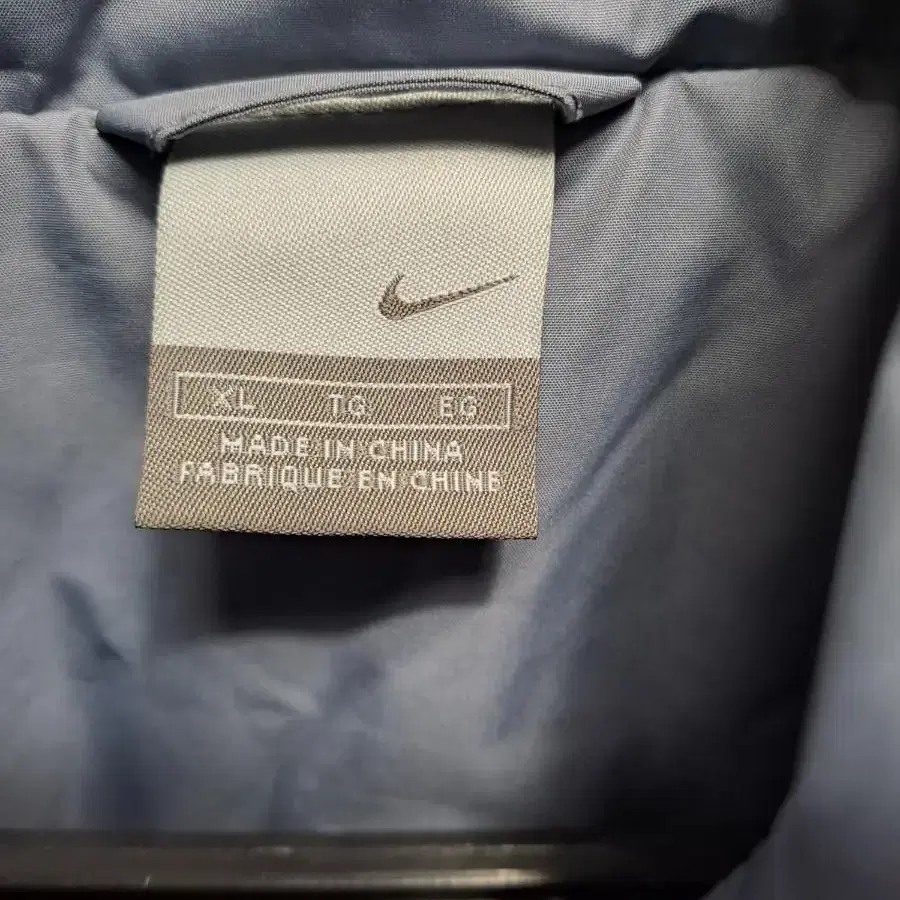 XL TG EG
MADE IN CHINA
FABRIQUE EN CHINE